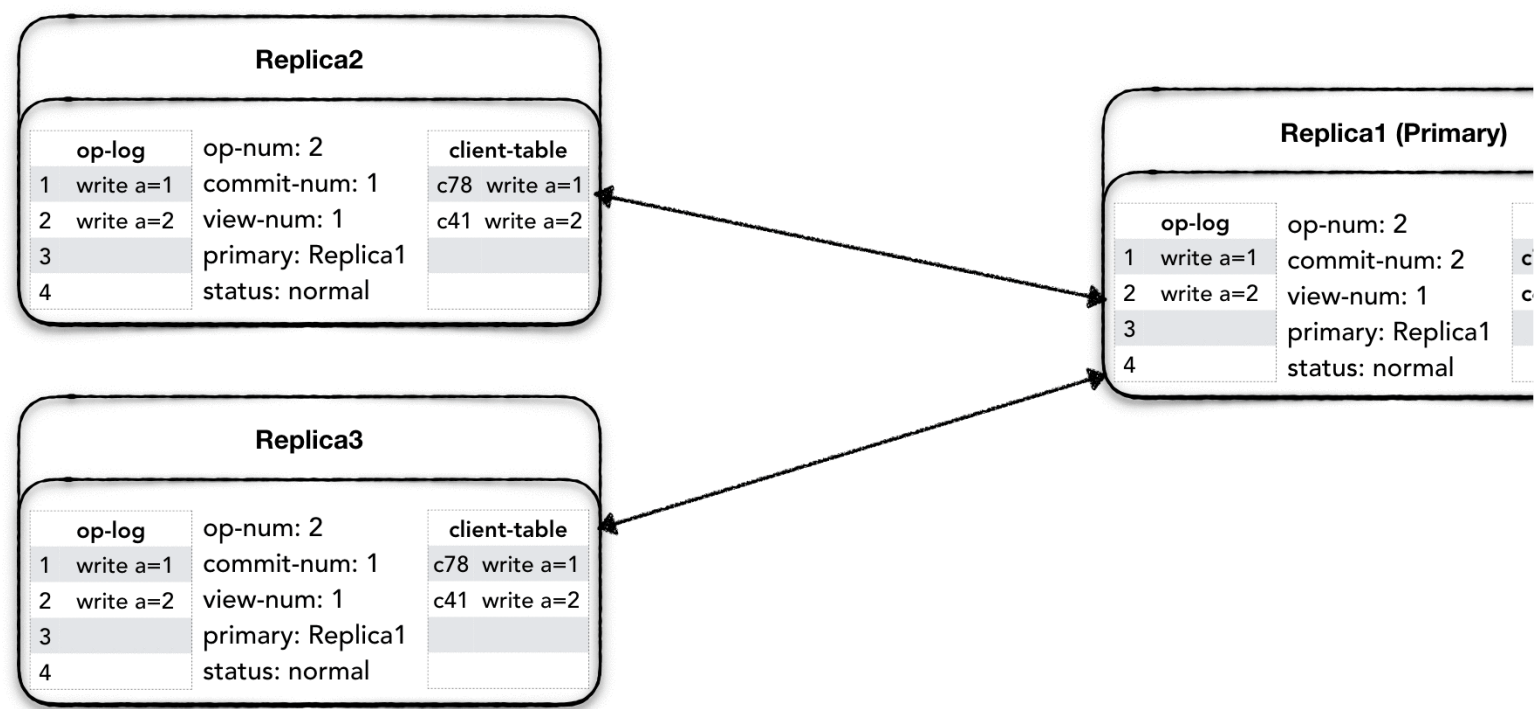 Replica2
op-log
1 write a=1
2 write a=2
3
4
op-num: 2
commit-num: 1
view-num: 1
primary: Replica1
status: normal
client-table
c78 write a=1
c41 write a=2
Replica1 (Primary)
op-log
1 write a=1
2 write a=2
3
4
op-num: 2
commit-num: 2
view-num: 1
primary: Replica1
status: normal
Replica3
op-log
1 write a=1
2 write a=2
3
4
op-num: 2
commit-num: 1
view-num: 1
primary: Replica1
status: normal
client-table
c78 write a=1
c41 write a=2